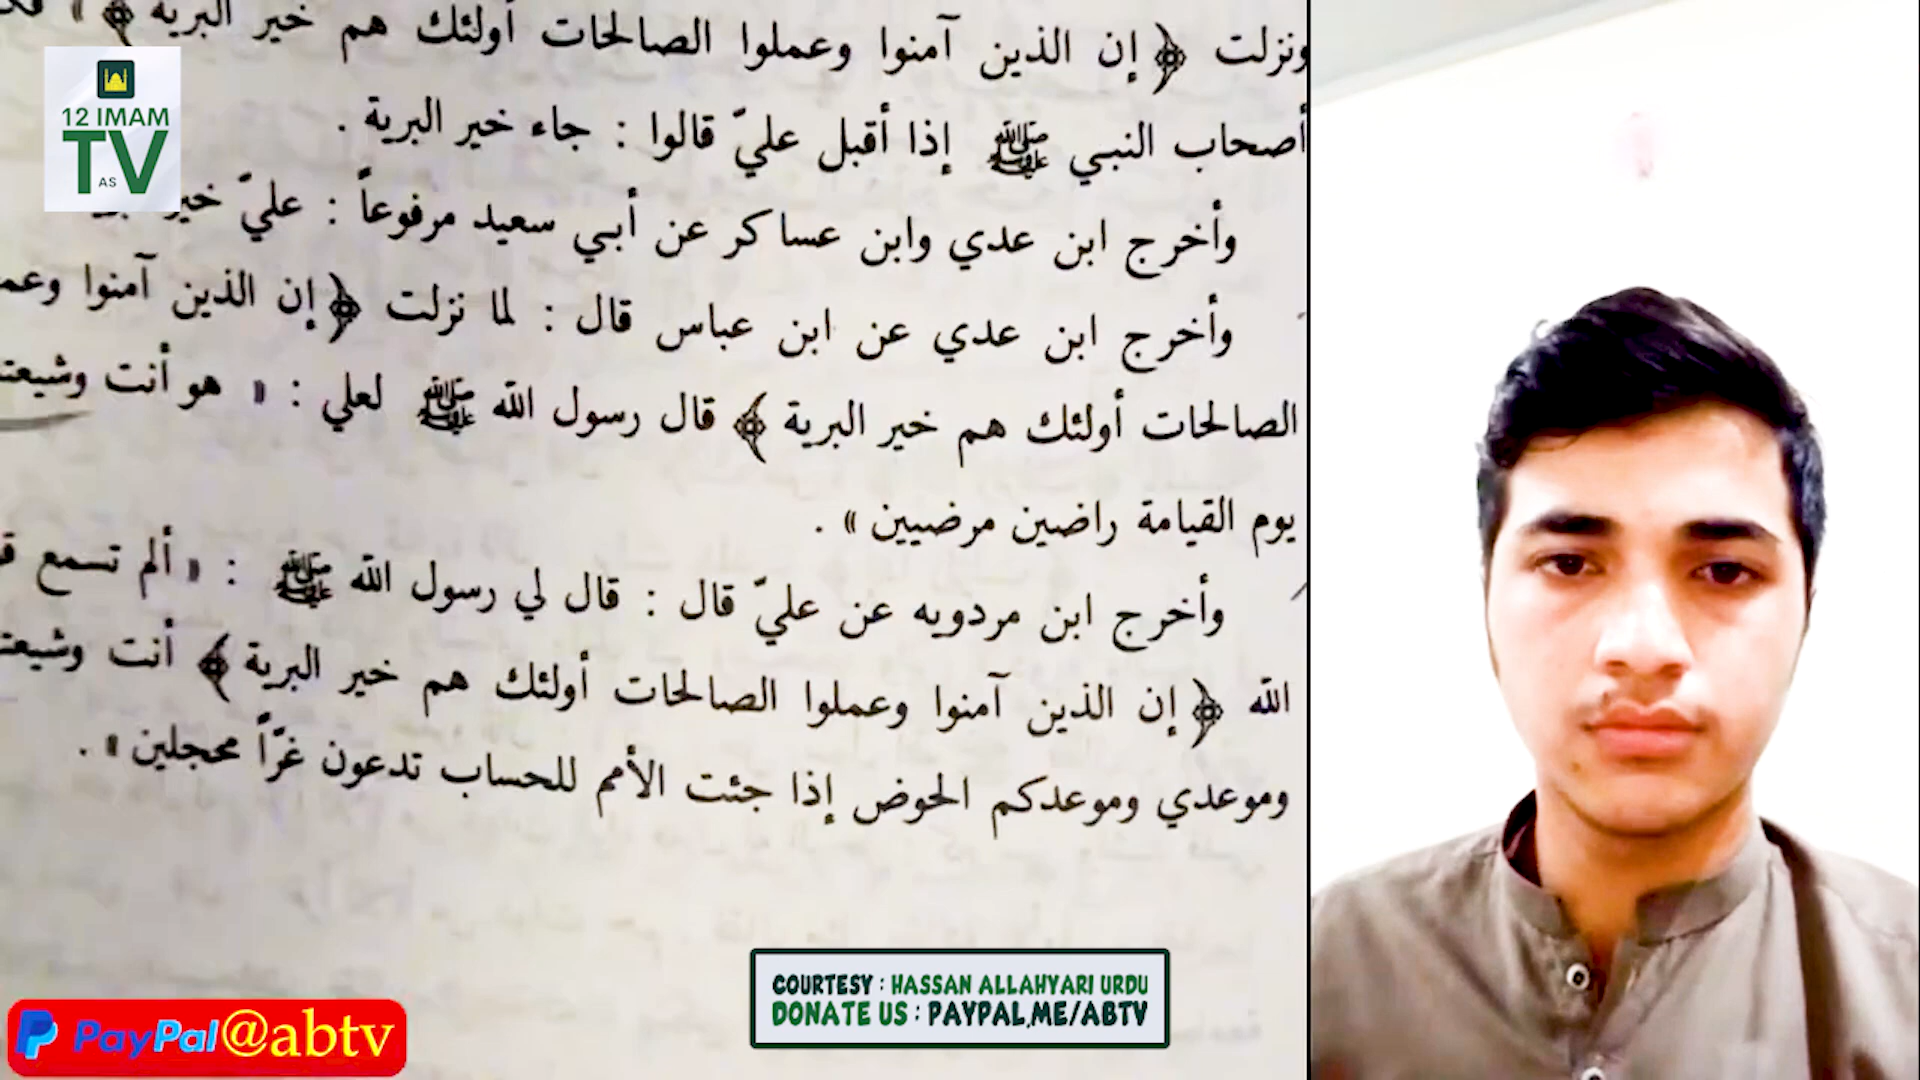 ونزلت ﴿ إن الذين آمنوا وعملوا الصالحات أولئك هم خير البرية ﴾ »
أصحاب النبي ﷺ إذا أقبل عليّ قالوا : جاء خير البرية .
وأخرج ابن عدي وابن عساكر عن أبي سعيد مرفوعاً : عليّ خير
وأخرج ابن عدي عن ابن عباس قال : لما نزلت ﴿ إن الذين آمنوا
الصالحات أولئك هم خير البرية ﴾ قال رسول الله ﷺ لعلي : « هو أنت
يوم القيامة راضين مرضيين » .
وأخرج ابن مردويه عن عليّ قال : قال لي رسول الله ﷺ : « ألم تسمع
الله ﴿ إن الذين آمنوا وعملوا الصالحات أولئك هم خير البرية ﴾ أنت
وموعدي وموعدكم الحوض إذا جئت الأمم للحساب تدعون غرّاً محجلين » .
12 IMAM
TV
AS
COURTESY : HASSAN ALLAHYARI URDU
DONATE US : PAYPAL.ME/ABTV
PayPal@abtv